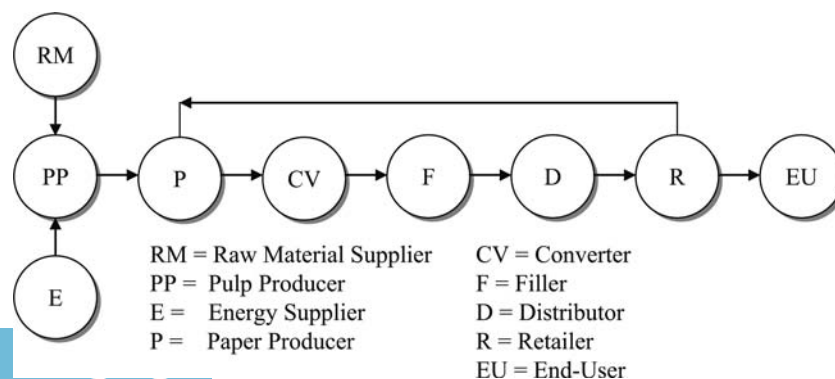 RM
PP
P
CV
F
D
R
EU
E
RM = Raw Material Supplier
PP = Pulp Producer
E = Energy Supplier
P = Paper Producer
CV = Converter
F = Filler
D = Distributor
R = Retailer
EU = End-User